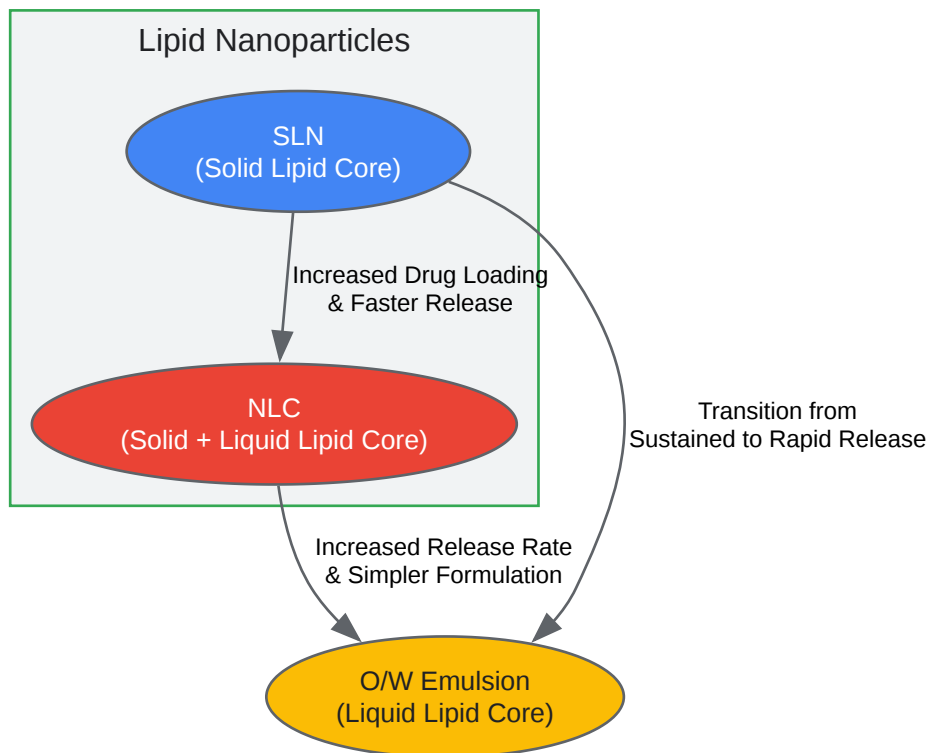 Lipid Nanoparticles
SLN
(Solid Lipid Core)
Increased Drug Loading
& Faster Release
NLC
(Solid + Liquid Lipid Core)
Transition from
Sustained to Rapid Release
Increased Release Rate
& Simpler Formulation
O/W Emulsion
(Liquid Lipid Core)